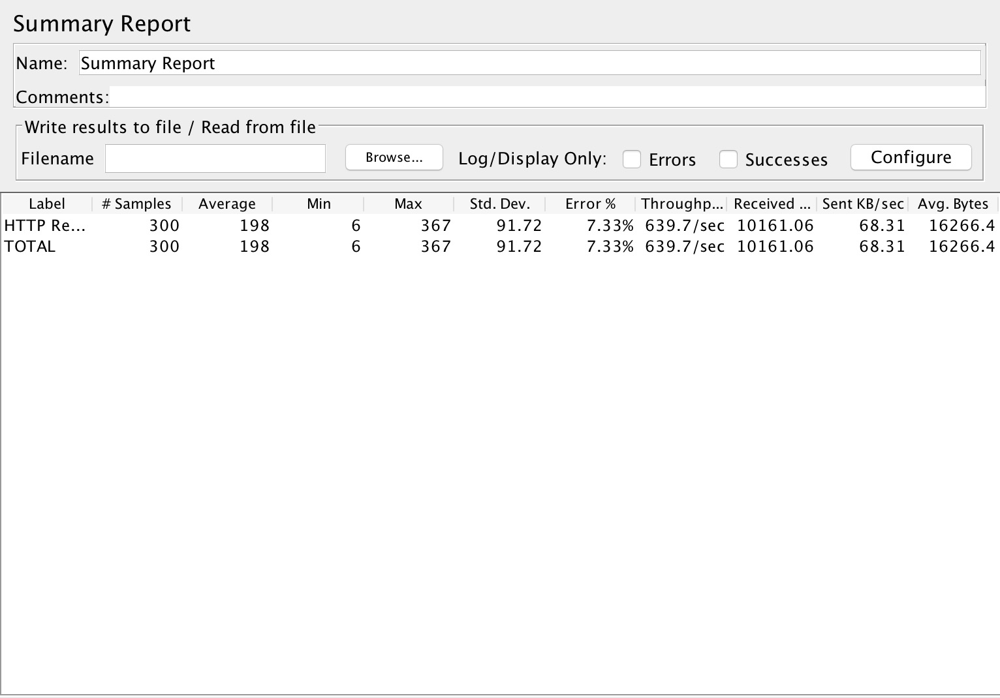 Summary Report
Name: Summary Report
Comments:
Write results to file / Read from file
Filename Browse... Log/Display Only: Errors Successes Configure
Label # Samples Average Min Max Std. Dev. Error % Throughp... Received ... Sent KB/sec Avg. Bytes
HTTP Re... 300 198 6 367 91.72 7.33% 639.7/sec 10161.06 68.31 16266.4
TOTAL 300 198 6 367 91.72 7.33% 639.7/sec 10161.06 68.31 16266.4